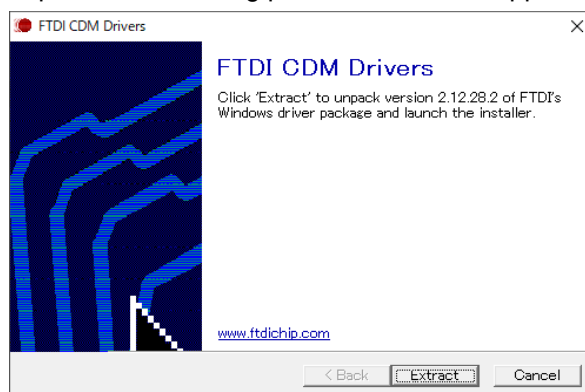 FTDI CDM Drivers
FTDI CDM Drivers
Click 'Extract' to unpack version 2.12.28.2 of FTDI's
Windows driver package and launch the installer.
www.ftdichip.com
< Back Extract Cancel